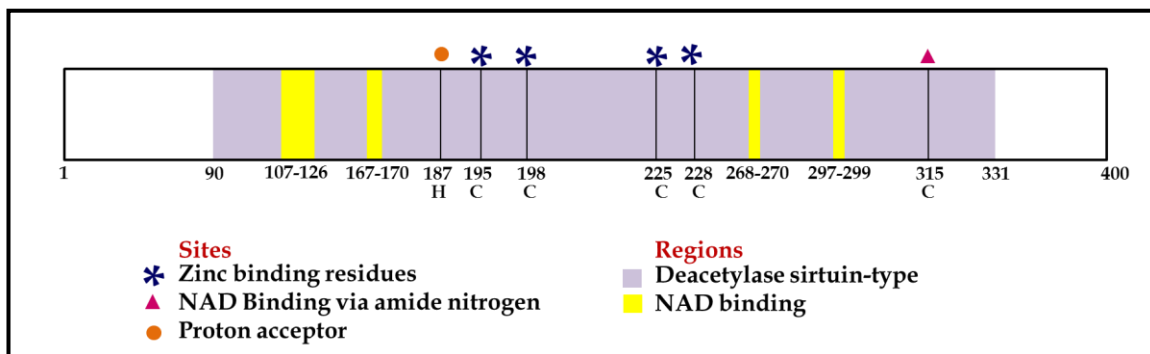 1 90 107-126 167-170 187 195 198 225 228 268-270 297-299 315 331 400
H C C C C C
Sites
Zinc binding residues
NAD Binding via amide nitrogen
Proton acceptor
Regions
Deacetylase sirtuin-type
NAD binding